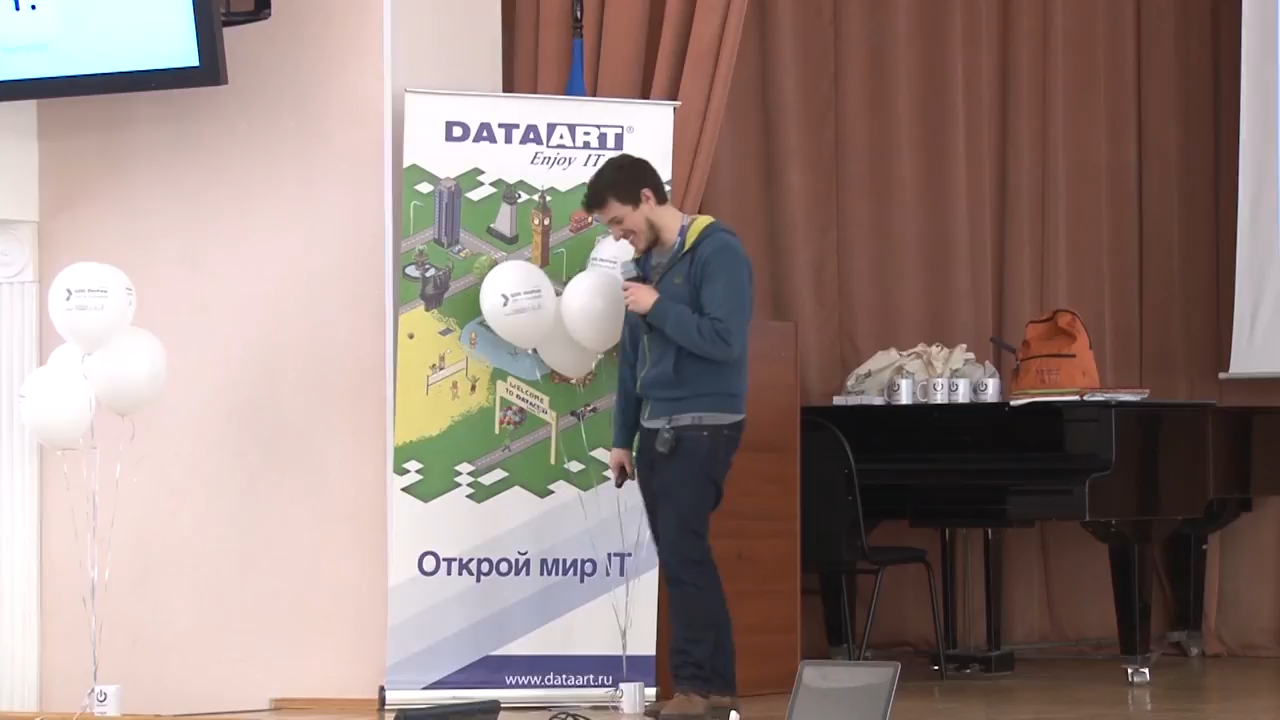 DATAART®
Enjoy IT
WELCOME
TO DATAART
Открой мир IT
www.dataart.ru